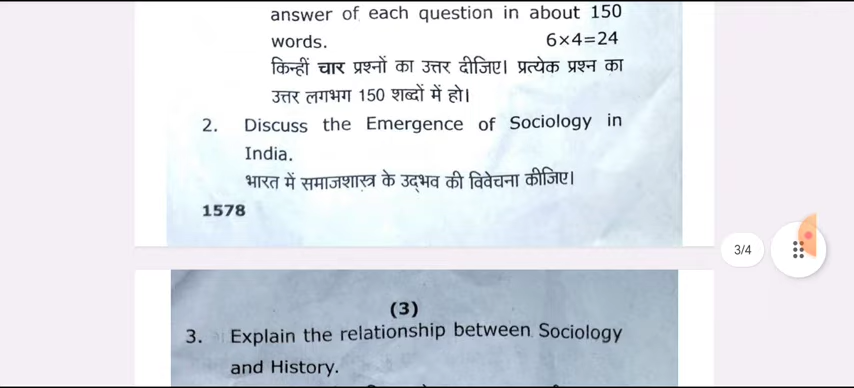 answer of each question in about 150
words. 6×4=24
किन्हीं चार प्रश्नों का उत्तर दीजिए। प्रत्येक प्रश्न का
उत्तर लगभग 150 शब्दों में हो।
2. Discuss the Emergence of Sociology in
India.
भारत में समाजशास्त्र के उद्भव की विवेचना कीजिए।
1578
3/4
(3)
3. Explain the relationship between Sociology
and History.